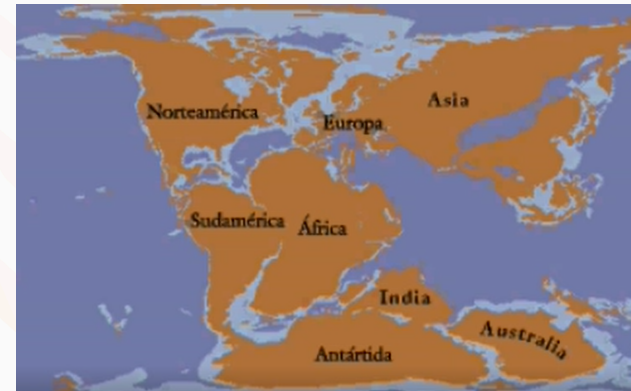 Asia
Norteamérica
Europa
Sudamérica
África
India
Australia
Antártida